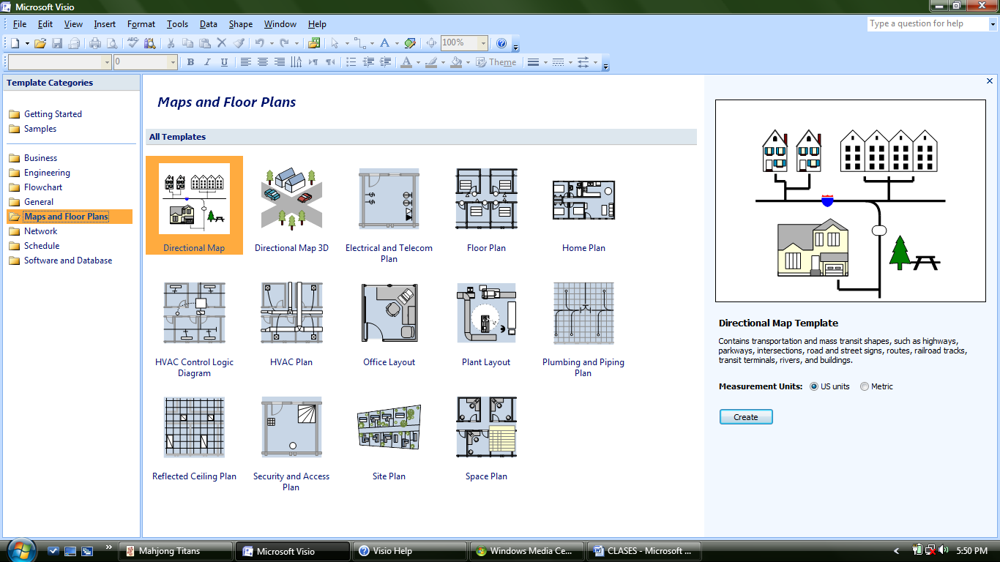 Microsoft Visio
File Edit View Insert Format Tools Data Shape Window Help
Type a question for help
ABC 100%
0 B I U Theme
Template Categories
Getting Started
Samples
Business
Engineering
Flowchart
General
Maps and Floor Plans
Network
Schedule
Software and Database
Maps and Floor Plans
All Templates
Directional Map
Directional Map 3D
Electrical and Telecom
Plan
Floor Plan
Home Plan
HVAC Control Logic
Diagram
HVAC Plan
Office Layout
Plant Layout
Plumbing and Piping
Plan
Reflected Ceiling Plan
Security and Access
Plan
Site Plan
Space Plan
Directional Map Template
Contains transportation and mass transit shapes, such as highways,
parkways, intersections, road and street signs, routes, railroad tracks,
transit terminals, rivers, and buildings.
Measurement Units: US units Metric
Create
Mahjong Titans
Microsoft Visio
Visio Help
Windows Media Ce...
CLASES - Microsoft ...
5:50 PM